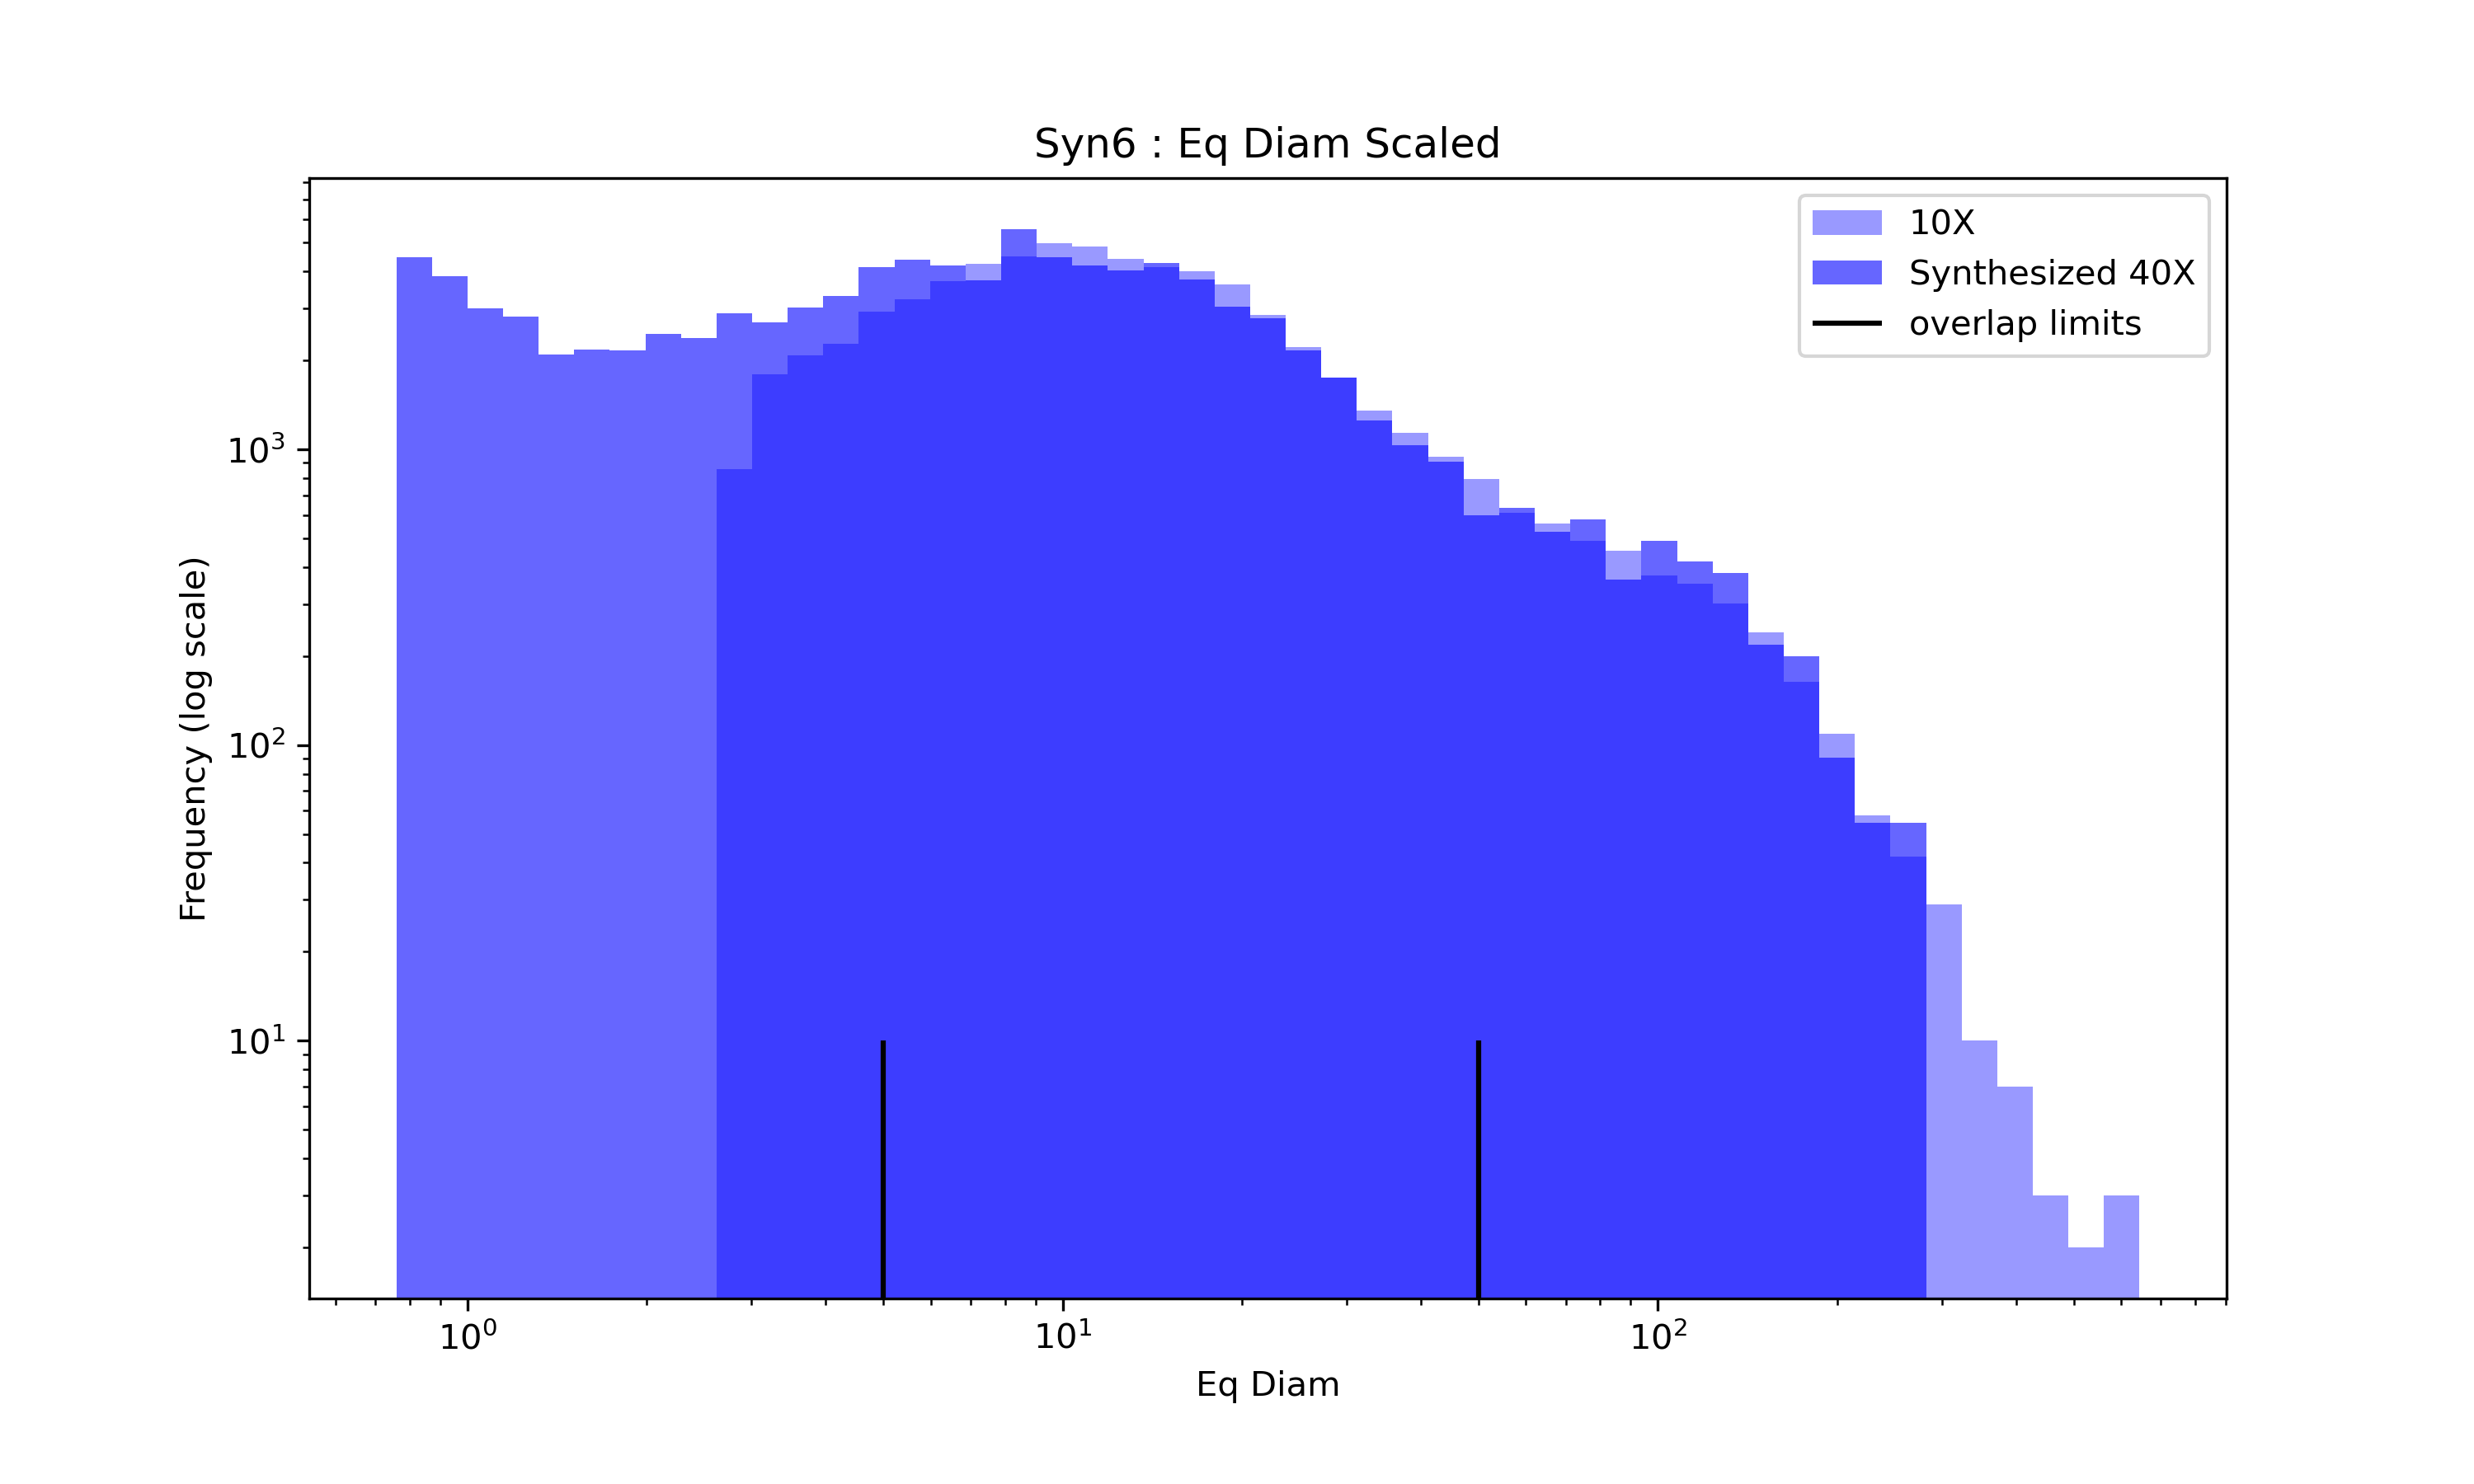 Syn6 : Eq Diam Scaled
10X
Synthesized 40X
overlap limits
Frequency (log scale)
10³
10²
10¹
10⁰ 10¹ 10²
Eq Diam